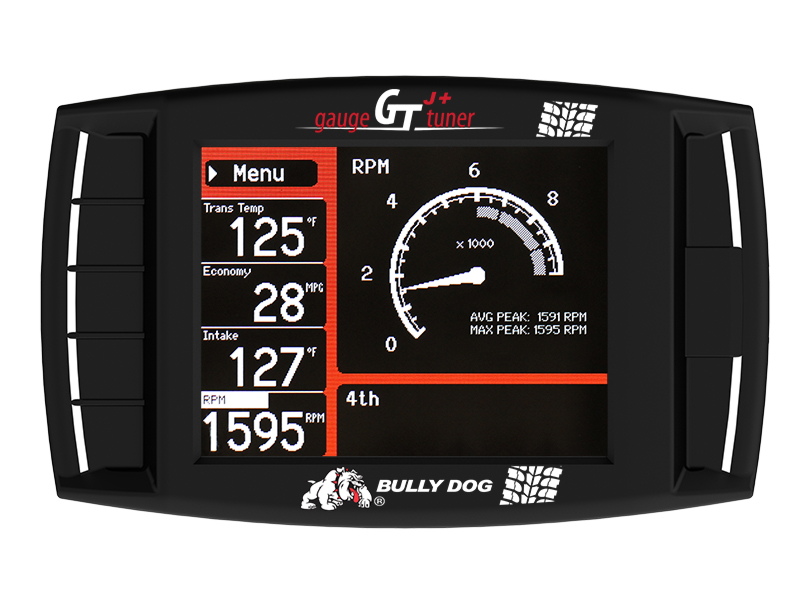 gauge GT J+ tuner
Menu
Trans Temp
125 °F
Economy
28 MPG
Intake
127 °F
RPM
1595 RPM
RPM
0
2
4
6
8
x 1000
AVG PEAK: 1591 RPM
MAX PEAK: 1595 RPM
4th
BULLY DOG®